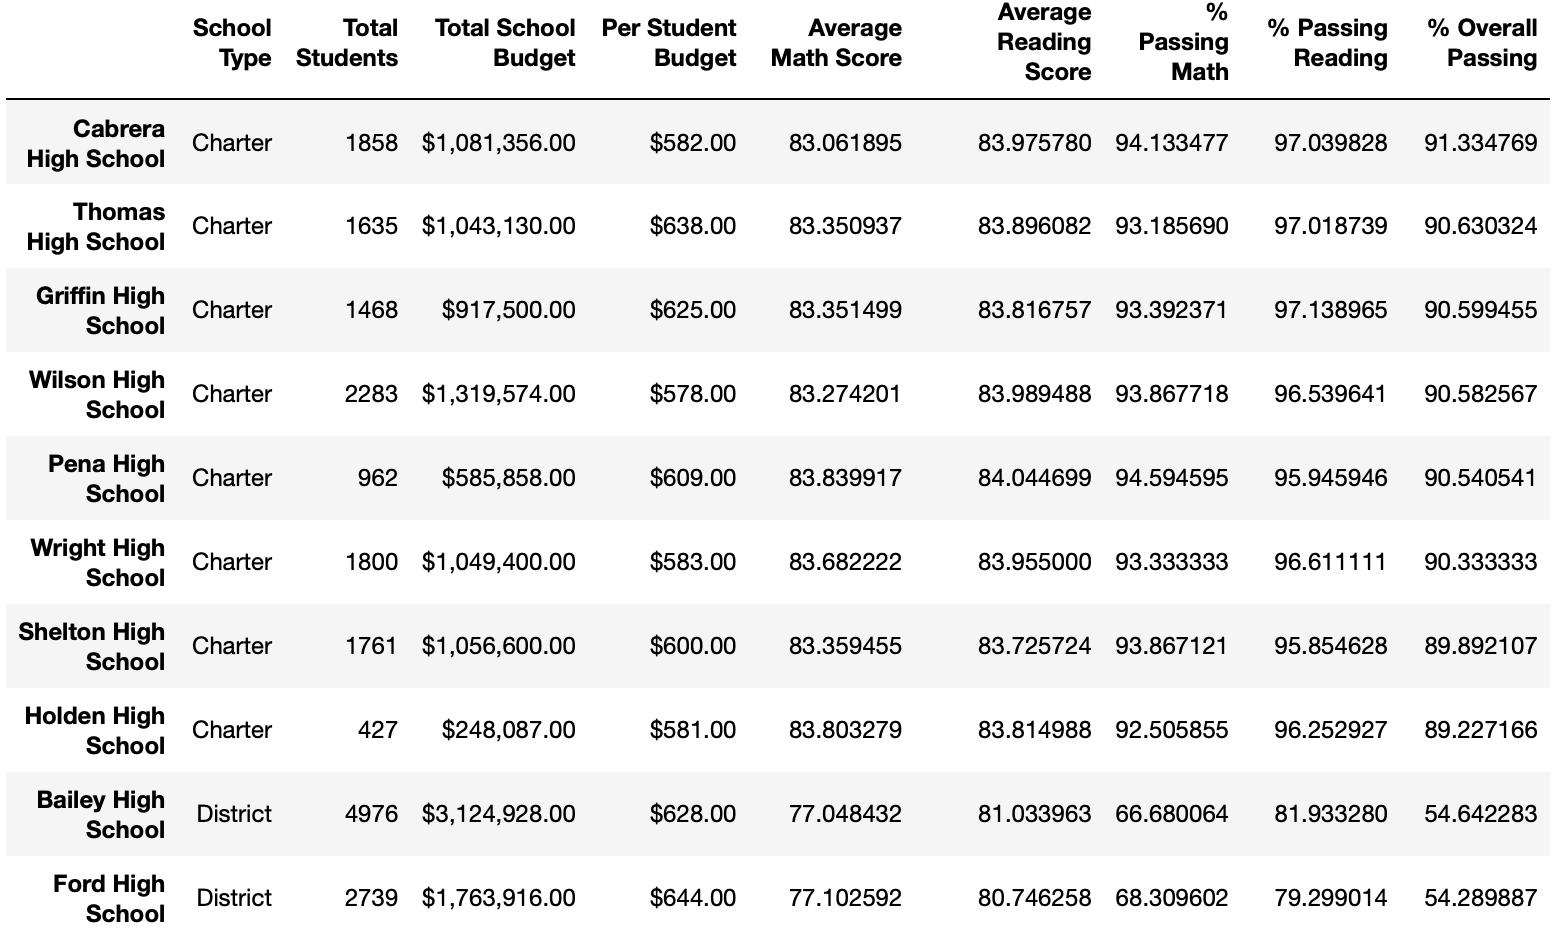 School Type Total Students Total School Budget Per Student Budget Average Math Score Average Reading Score % Passing Math % Passing Reading % Overall Passing
Cabrera High School Charter 1858 $1,081,356.00 $582.00 83.061895 83.975780 94.133477 97.039828 91.334769
Thomas High School Charter 1635 $1,043,130.00 $638.00 83.350937 83.896082 93.185690 97.018739 90.630324
Griffin High School Charter 1468 $917,500.00 $625.00 83.351499 83.816757 93.392371 97.138965 90.599455
Wilson High School Charter 2283 $1,319,574.00 $578.00 83.274201 83.989488 93.867718 96.539641 90.582567
Pena High School Charter 962 $585,858.00 $609.00 83.839917 84.044699 94.594595 95.945946 90.540541
Wright High School Charter 1800 $1,049,400.00 $583.00 83.682222 83.955000 93.333333 96.611111 90.333333
Shelton High School Charter 1761 $1,056,600.00 $600.00 83.359455 83.725724 93.867121 95.854628 89.892107
Holden High School Charter 427 $248,087.00 $581.00 83.803279 83.814988 92.505855 96.252927 89.227166
Bailey High School District 4976 $3,124,928.00 $628.00 77.048432 81.033963 66.680064 81.933280 54.642283
Ford High School District 2739 $1,763,916.00 $644.00 77.102592 80.746258 68.309602 79.299014 54.289887